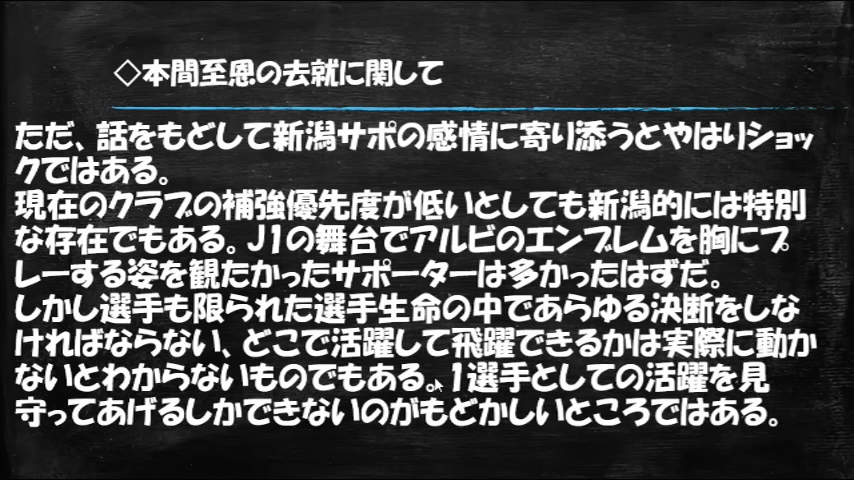 ◇本間至恩の去就に関して
ただ、話をもどして新潟サポの感情に寄り添うとやはりショッ
クではある。
現在のクラブの補強優先度が低いとしても新潟的には特別
な存在でもある。J1の舞台でアルビのエンブレムを胸にプ
レーする姿を観たかったサポーターは多かったはずだ。
しかし選手も限られた選手生命の中であらゆる決断をしな
ければならない、どこで活躍して飛躍できるかは実際に動か
ないとわからないものでもある。1選手としての活躍を見
守ってあげるしかできないのがもどかしいところではある。